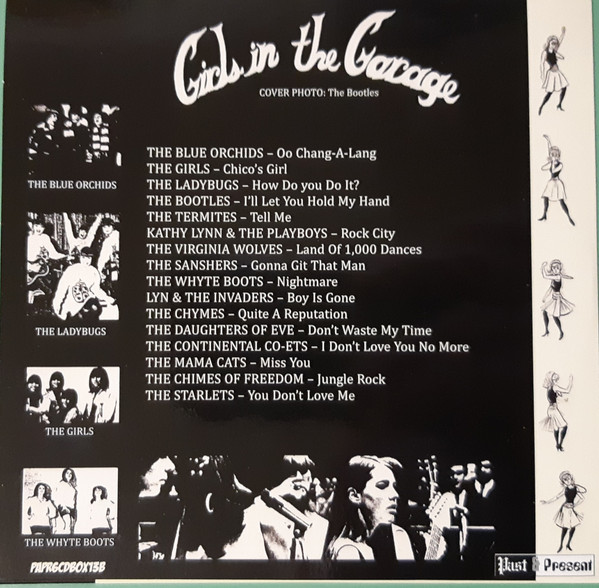 Girls in the Garage
COVER PHOTO: The Bootles
THE BLUE ORCHIDS – Oo Chang-A-Lang
THE GIRLS – Chico's Girl
THE LADYBUGS – How Do you Do It?
THE BOOTLES – I'll Let You Hold My Hand
THE TERMITES – Tell Me
KATHY LYNN & THE PLAYBOYS – Rock City
THE VIRGINIA WOLVES – Land Of 1,000 Dances
THE SANSHERS – Gonna Git That Man
THE WHYTE BOOTS – Nightmare
LYN & THE INVADERS – Boy Is Gone
THE CHYMES – Quite A Reputation
THE DAUGHTERS OF EVE – Don't Waste My Time
THE CONTINENTAL CO-ETS – I Don't Love You No More
THE MAMA CATS – Miss You
THE CHIMES OF FREEDOM – Jungle Rock
THE STARLETS – You Don't Love Me
THE BLUE ORCHIDS
THE LADYBUGS
THE GIRLS
THE WHYTE BOOTS
PAPRGCDBOX138
Past & Present